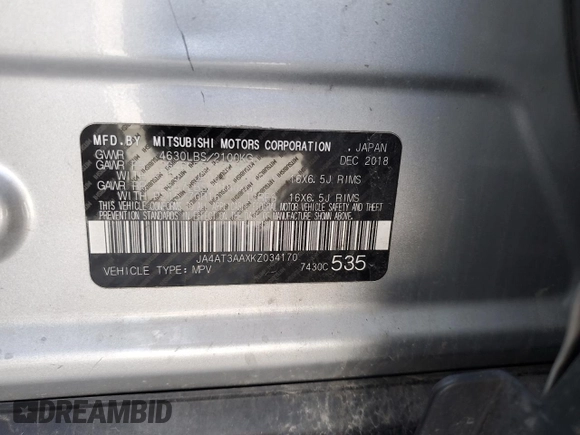 MFD.BY MITSUBISHI MOTORS CORPORATION . JAPAN
GVWR 4630LBS/2100KG DEC 2018
GAWR
WITH 16X6.5J RIMS
GAWR
WITH 16X6.5J RIMS
THIS VEHICLE CONFORMS TO ALL APPLICABLE FEDERAL MOTOR VEHICLE SAFETY AND THEFT
PREVENTION STANDARDS IN EFFECT ON THE DATE OF MANUFACTURE SHOWN ABOVE.
JA4AT3AAXKZ034170
VEHICLE TYPE: MPV 7430C 535
DREAMBID